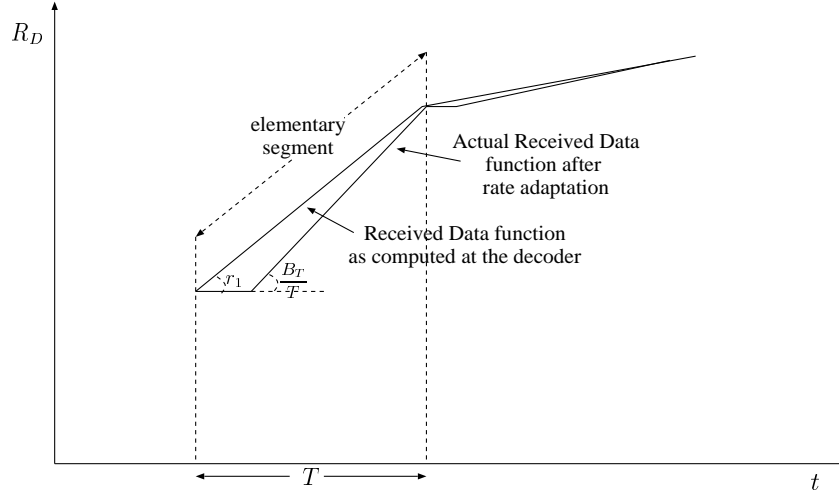 R_D
elementary
segment
Actual Received Data
function after
rate adaptation
Received Data function
as computed at the decoder
r_1
B_T
T
T
t